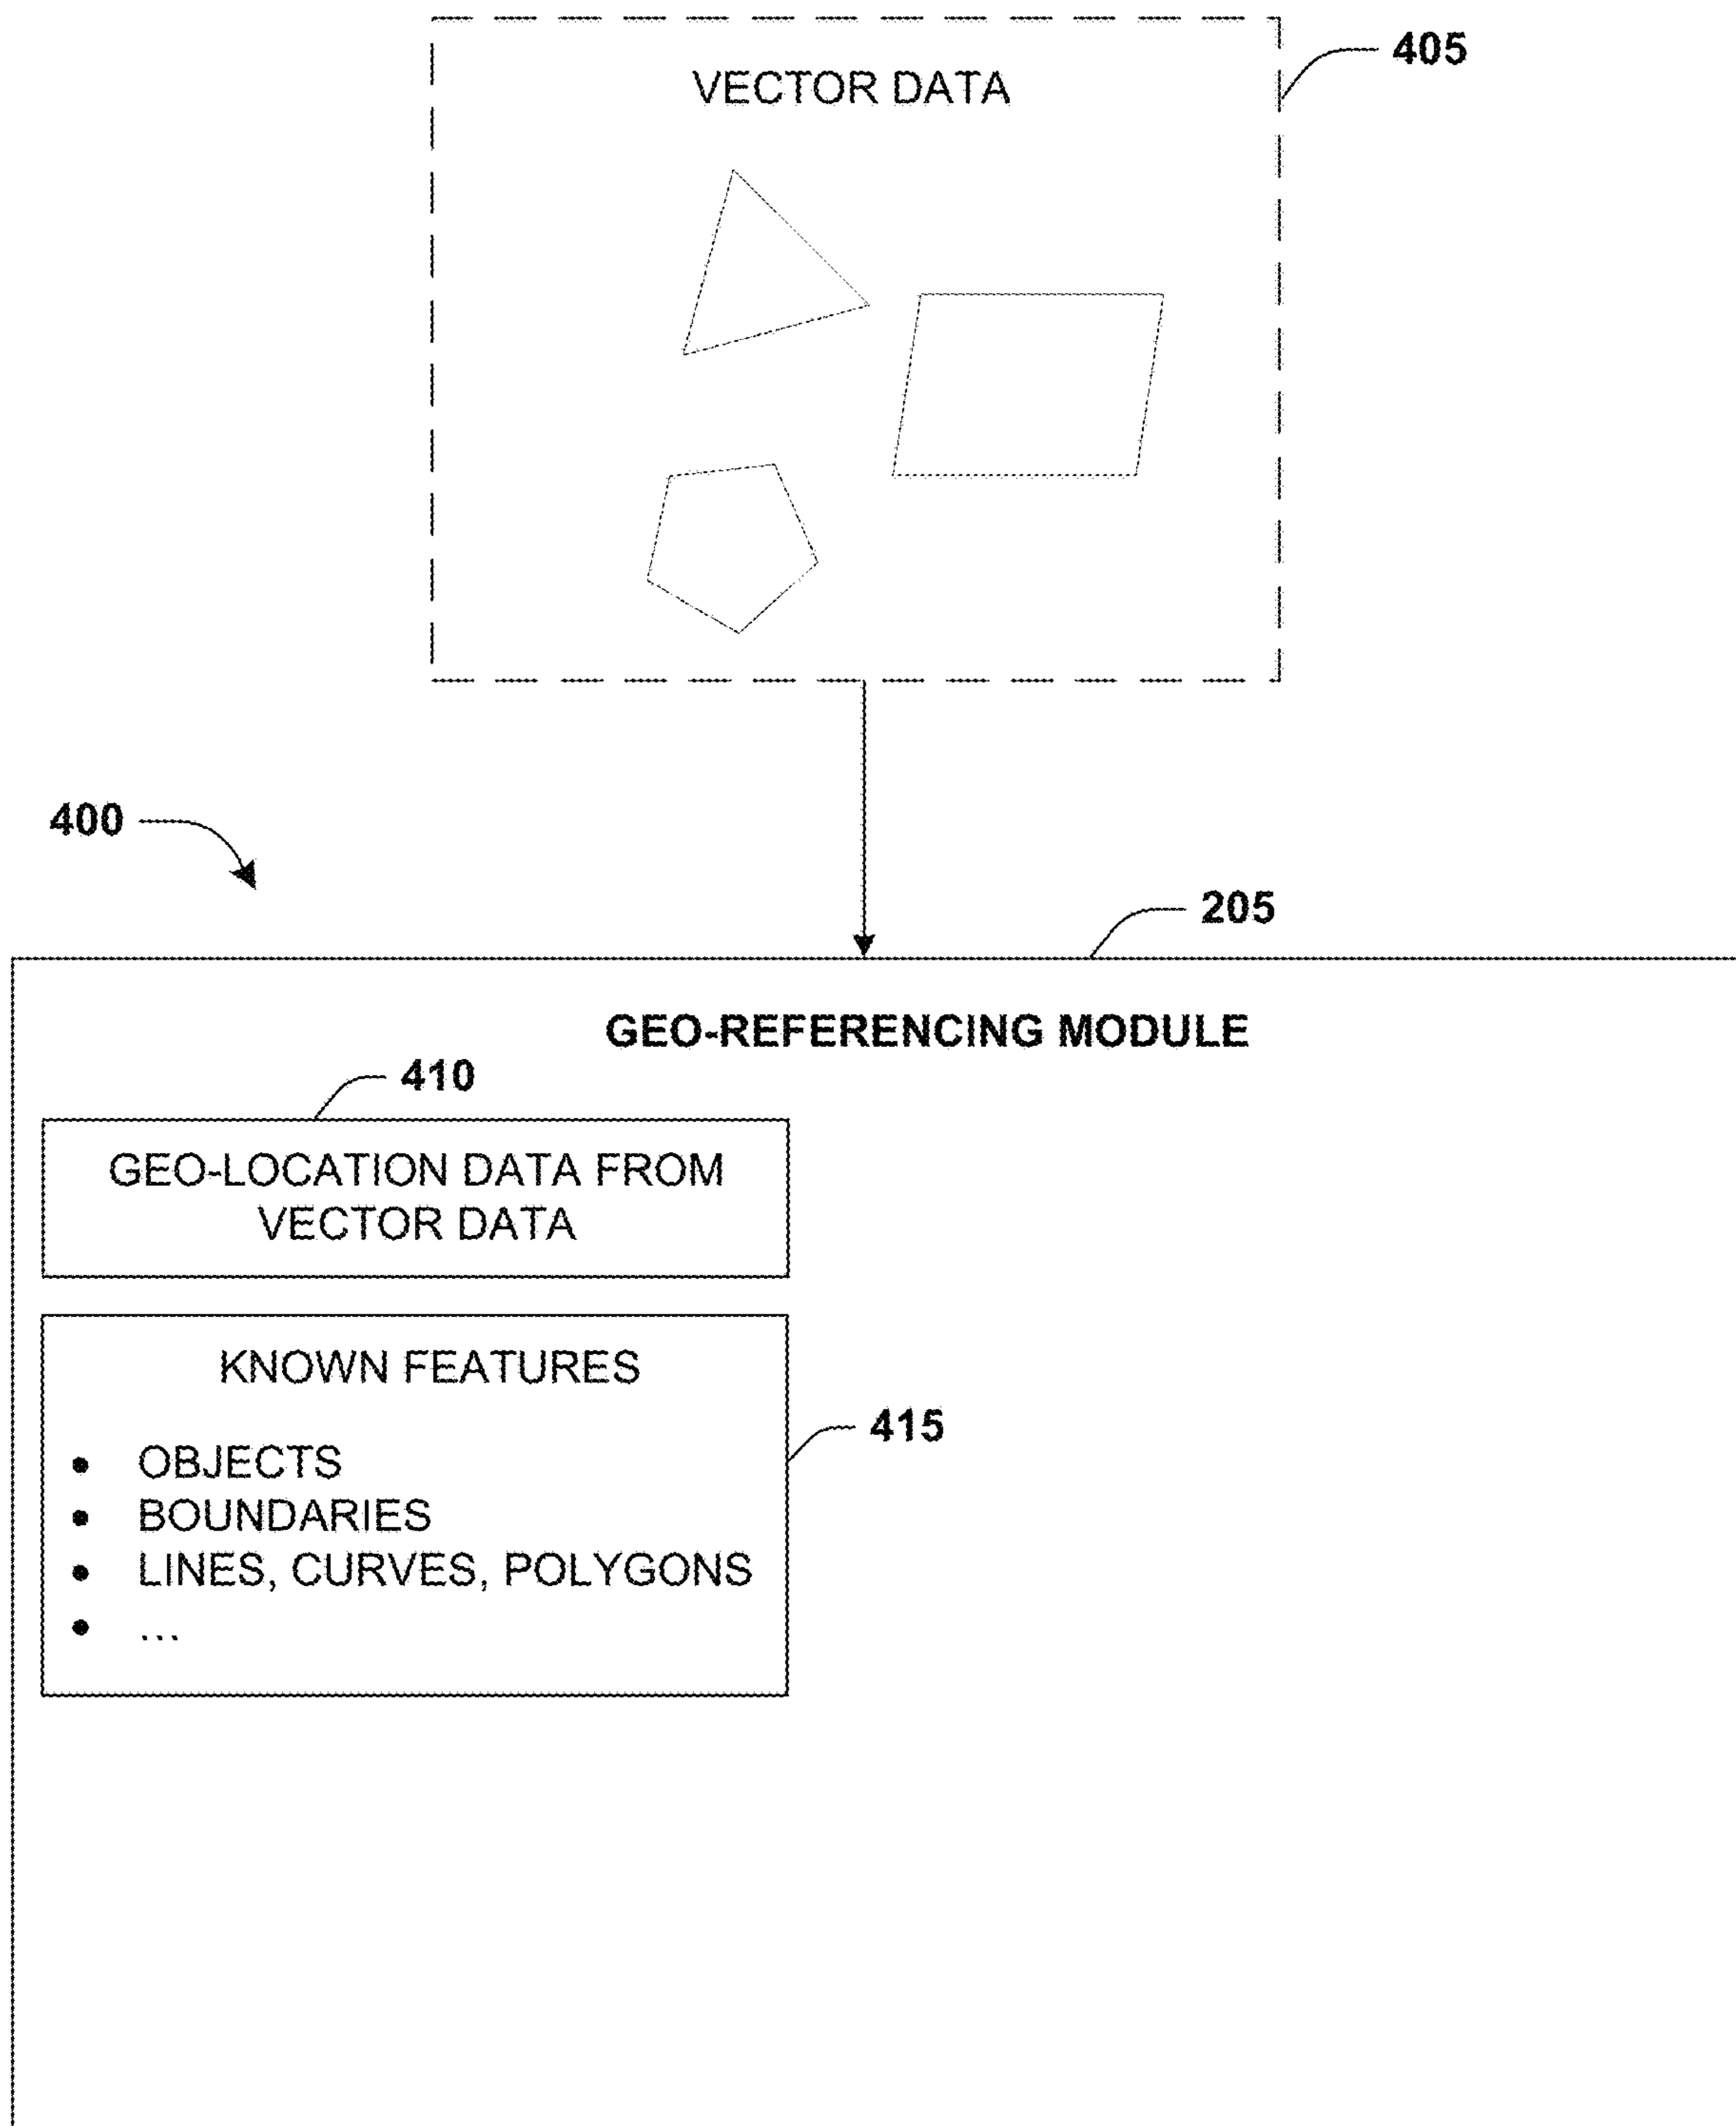 405
VECTOR DATA
400
205
GEO-REFERENCING MODULE
410
GEO-LOCATION DATA FROM
VECTOR DATA
KNOWN FEATURES
415
• OBJECTS
• BOUNDARIES
• LINES, CURVES, POLYGONS
• ...